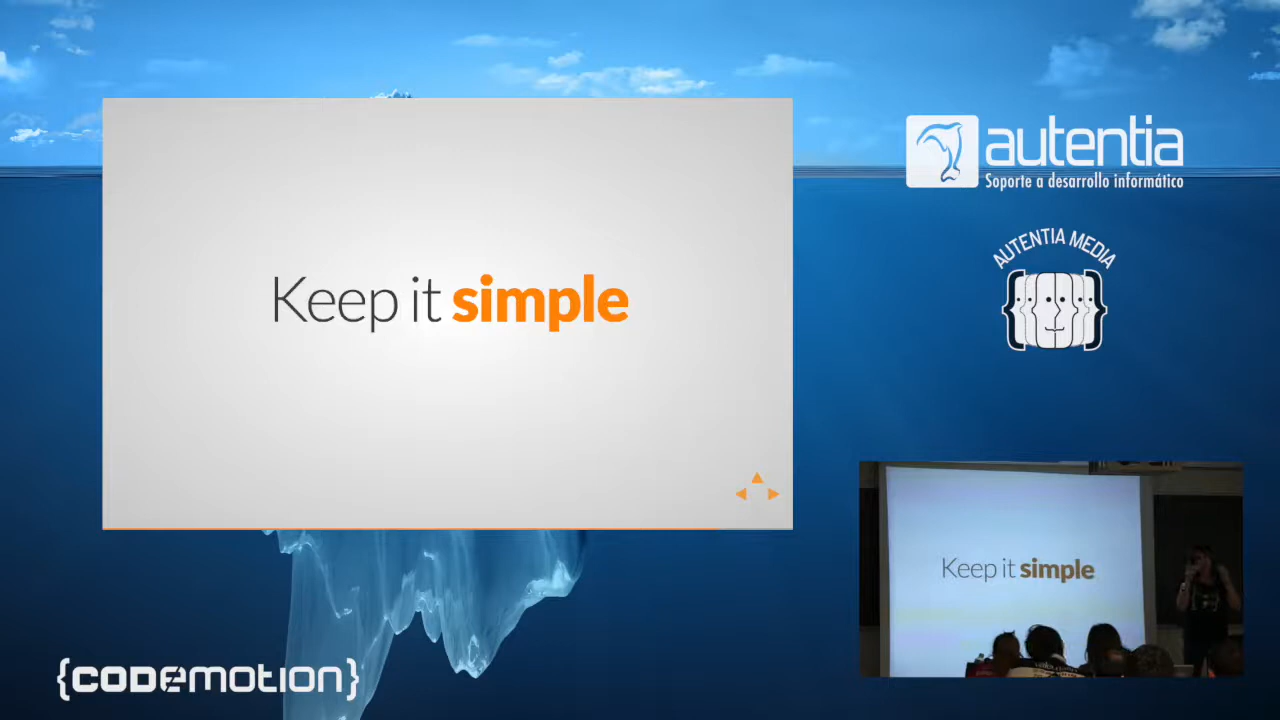 Keep it simple
autentia
Soporte a desarrollo informático
AUTENTIA MEDIA
Keep it simple
{codemotion}